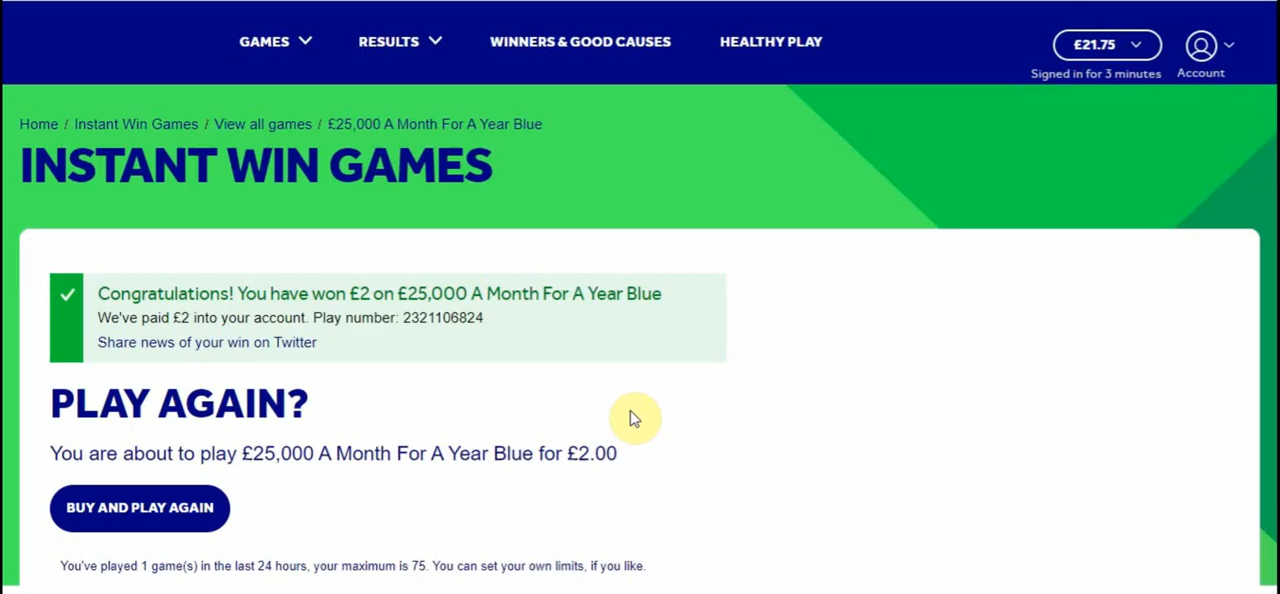 GAMES RESULTS WINNERS & GOOD CAUSES HEALTHY PLAY £21.75
Signed in for 3 minutes Account
Home / Instant Win Games / View all games / £25,000 A Month For A Year Blue
INSTANT WIN GAMES
Congratulations! You have won £2 on £25,000 A Month For A Year Blue
We've paid £2 into your account. Play number: 2321106824
Share news of your win on Twitter
PLAY AGAIN?
You are about to play £25,000 A Month For A Year Blue for £2.00
BUY AND PLAY AGAIN
You've played 1 game(s) in the last 24 hours, your maximum is 75. You can set your own limits, if you like.